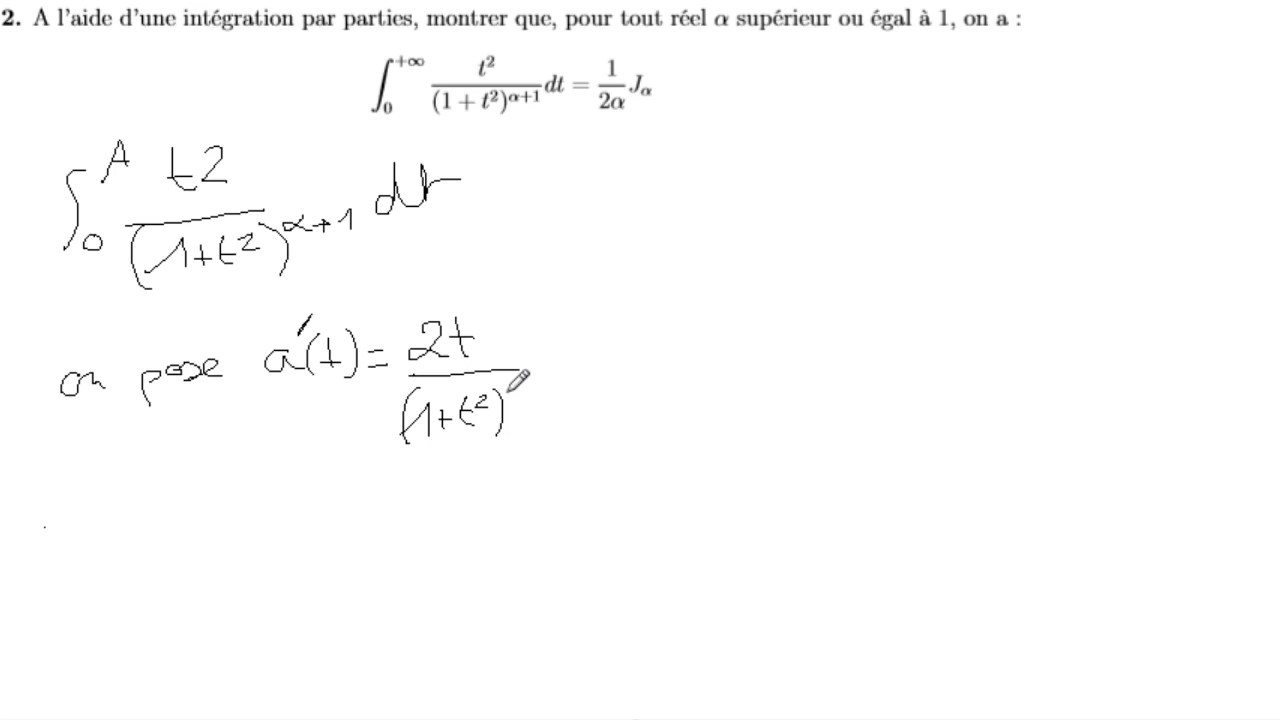 2. A l'aide d'une intégration par parties, montrer que, pour tout réel α supérieur ou égal à 1, on a :
∫₀^{+∞} t²/(1 + t²)^{α+1} dt = 1/(2α) J_α
∫₀^A t2/(1+t²)^{α+1} dt
on pose a'(t) = 2t/(1+t²)